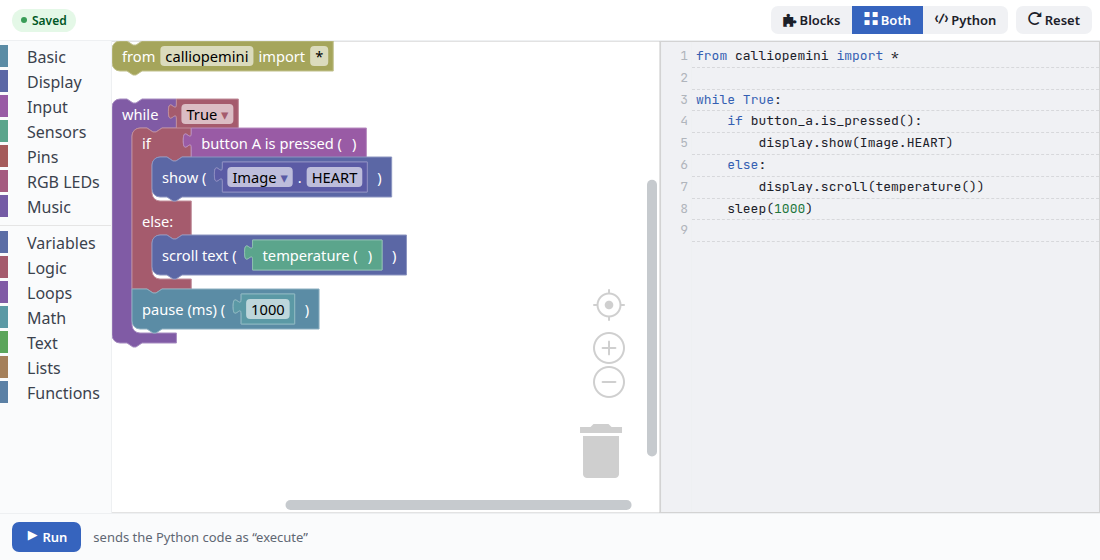 Saved
Blocks
Both
</> Python
Reset
Basic
Display
Input
Sensors
Pins
RGB LEDs
Music
Variables
Logic
Loops
Math
Text
Lists
Functions
from calliopemini import *
while True
if button A is pressed ( )
show ( Image . HEART )
else:
scroll text ( temperature ( ) )
pause (ms) ( 1000 )
1 from calliopemini import *
2
3 while True:
4 if button_a.is_pressed():
5 display.show(Image.HEART)
6 else:
7 display.scroll(temperature())
8 sleep(1000)
9
Run
sends the Python code as “execute”